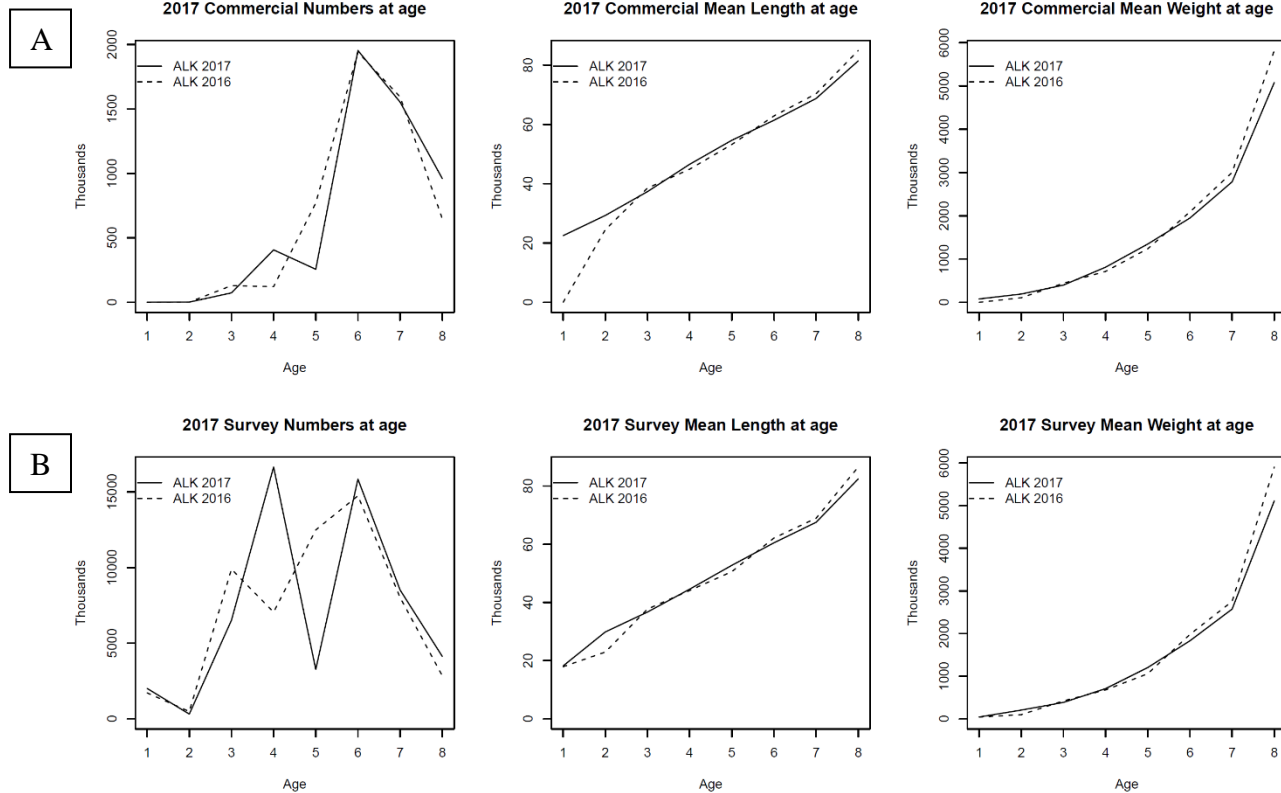 A
2017 Commercial Numbers at age
ALK 2017
ALK 2016
Thousands
0
500
1000
1500
2000
1 2 3 4 5 6 7 8
Age
2017 Commercial Mean Length at age
ALK 2017
ALK 2016
Thousands
0
20
40
60
80
1 2 3 4 5 6 7 8
Age
2017 Commercial Mean Weight at age
ALK 2017
ALK 2016
Thousands
0
1000
2000
3000
4000
5000
6000
1 2 3 4 5 6 7 8
Age
B
2017 Survey Numbers at age
ALK 2017
ALK 2016
Thousands
0
5000
10000
15000
1 2 3 4 5 6 7 8
Age
2017 Survey Mean Length at age
ALK 2017
ALK 2016
Thousands
0
20
40
60
80
1 2 3 4 5 6 7 8
Age
2017 Survey Mean Weight at age
ALK 2017
ALK 2016
Thousands
0
1000
2000
3000
4000
5000
6000
1 2 3 4 5 6 7 8
Age